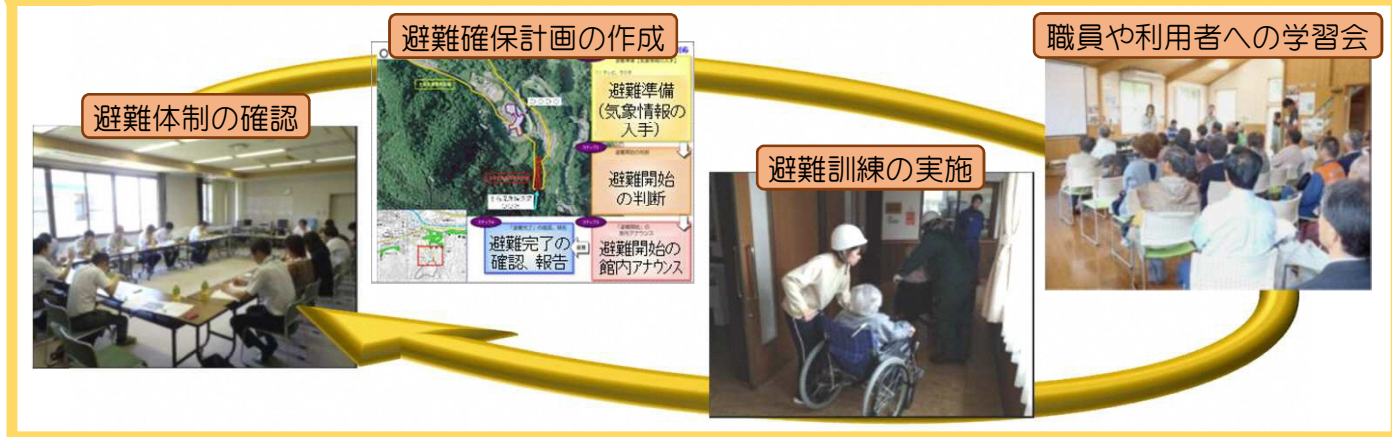 避難確保計画の作成
職員や利用者への学習会
避難体制の確認
避難訓練の実施
避難準備
(気象情報の
入手)
避難開始
の判断
避難開始の
館内アナウンス
避難完了の
確認、報告